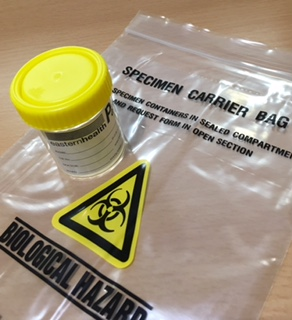 easternhealth P
SPECIMEN CARRIER BAG
SPECIMEN CONTAINERS IN SEALED COMPARTMENT
AND REQUEST FORM IN OPEN SECTION
BIOLOGICAL HAZARD